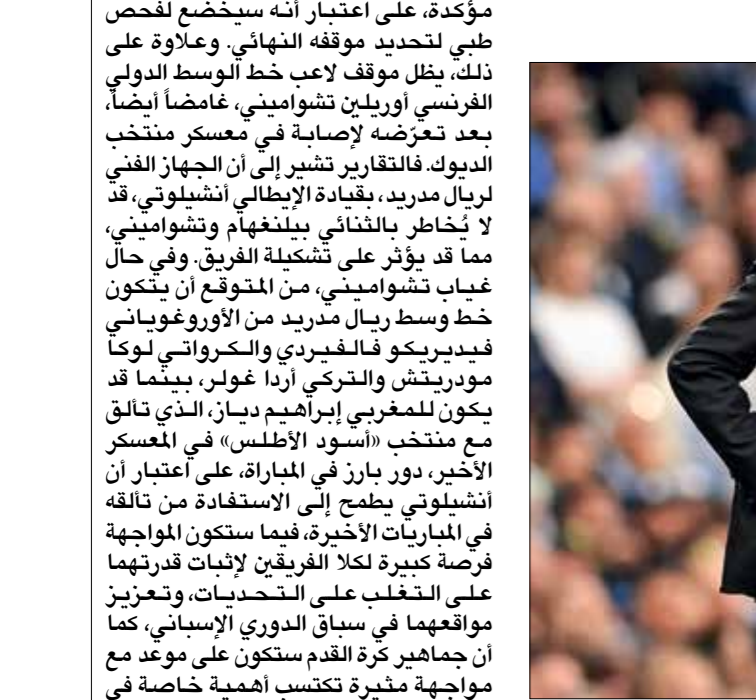 مؤكدة، على اعتبار أنه سيخضع لفحص
طبي لتحديد موقفه النهائي. وعلاوة على
ذلك، يظل موقف لاعب خط الوسط الدولي
الفرنسي أوريلين تشواميني، غامضاً أيضاً،
بعد تعرّضه لإصابة في معسكر منتخب
الديوك. فالتقارير تشير إلى أن الجهاز الفني
لريال مدريد، بقيادة الإيطالي أنشيلوتي، قد
لا يُخاطر بالثنائي بيلنغهام وتشواميني،
مما قد يؤثر على تشكيلة الفريق. وفي حال
غياب تشواميني، من المتوقع أن يتكون
خط وسط ريال مدريد من الأوروغوياني
فيديريكو فالفيردي والكرواتي لوكا
مودريتش والتركي أردا غولر، بينما قد
يكون للمغربي إبراهيم دياز، الذي تألق
مع منتخب «أسود الأطلس» في المعسكر
الأخير، دور بارز في المباراة، على اعتبار أن
أنشيلوتي يطمح إلى الاستفادة من تألقه
في المباريات الأخيرة، فيما ستكون المواجهة
فرصة كبيرة لكلا الفريقين لإثبات قدرتهما
على التغلب على التحديات، وتعزيز
مواقعهما في سباق الدوري الإسباني، كما
أن جماهير كرة القدم ستكون على موعد مع
مواجهة مثيرة تكتسب أهمية خاصة في